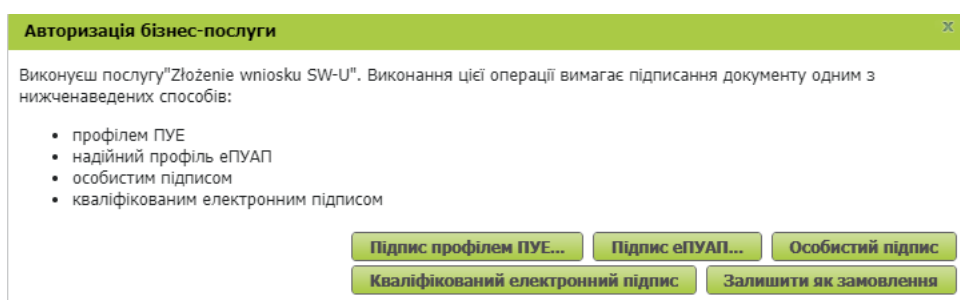 Авторизація бізнес-послуги
x
Виконуєш послугу"Złożenie wniosku SW-U". Виконання цієї операції вимагає підписання документу одним з
нижченаведених способів:
• профілем ПУЕ
• надійний профіль еПУАП
• особистим підписом
• кваліфікованим електронним підписом
Підпис профілем ПУЕ... Підпис еПУАП... Особистий підпис
Кваліфікований електронний підпис Залишити як замовлення